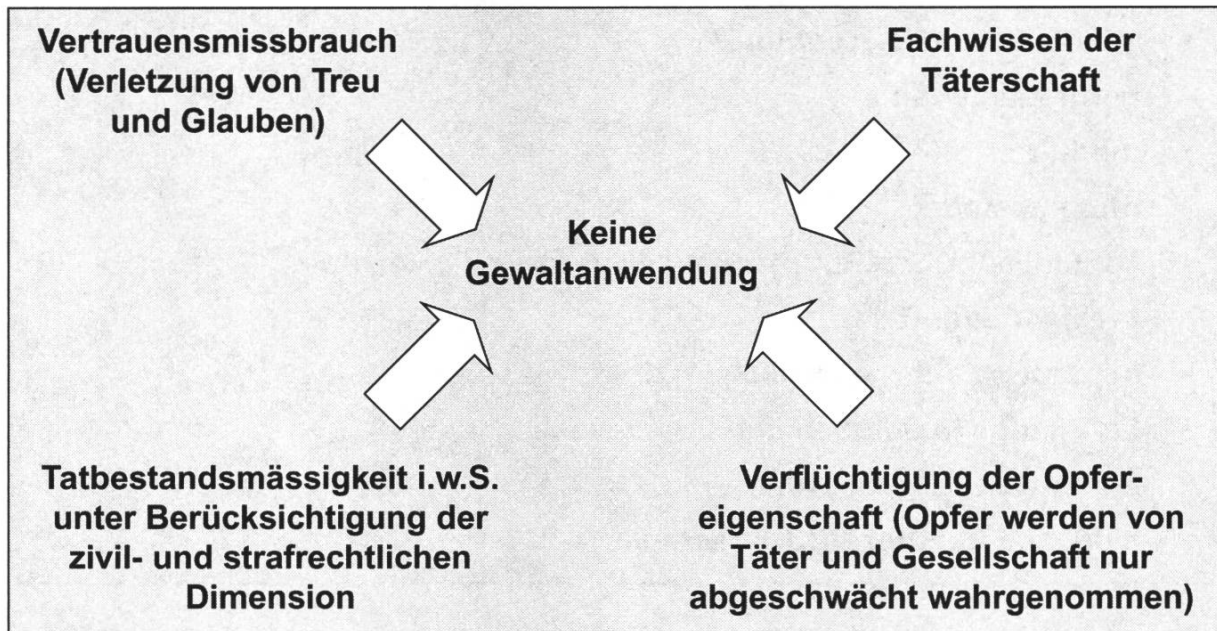 Vertrauensmissbrauch
(Verletzung von Treu
und Glauben)
Fachwissen der
Täterschaft
Keine
Gewaltanwendung
Tatbestandsmässigkeit i.w.S.
unter Berücksichtigung der
zivil- und strafrechtlichen
Dimension
Verflüchtigung der Opfer-
eigenschaft (Opfer werden von
Täter und Gesellschaft nur
abgeschwächt wahrgenommen)